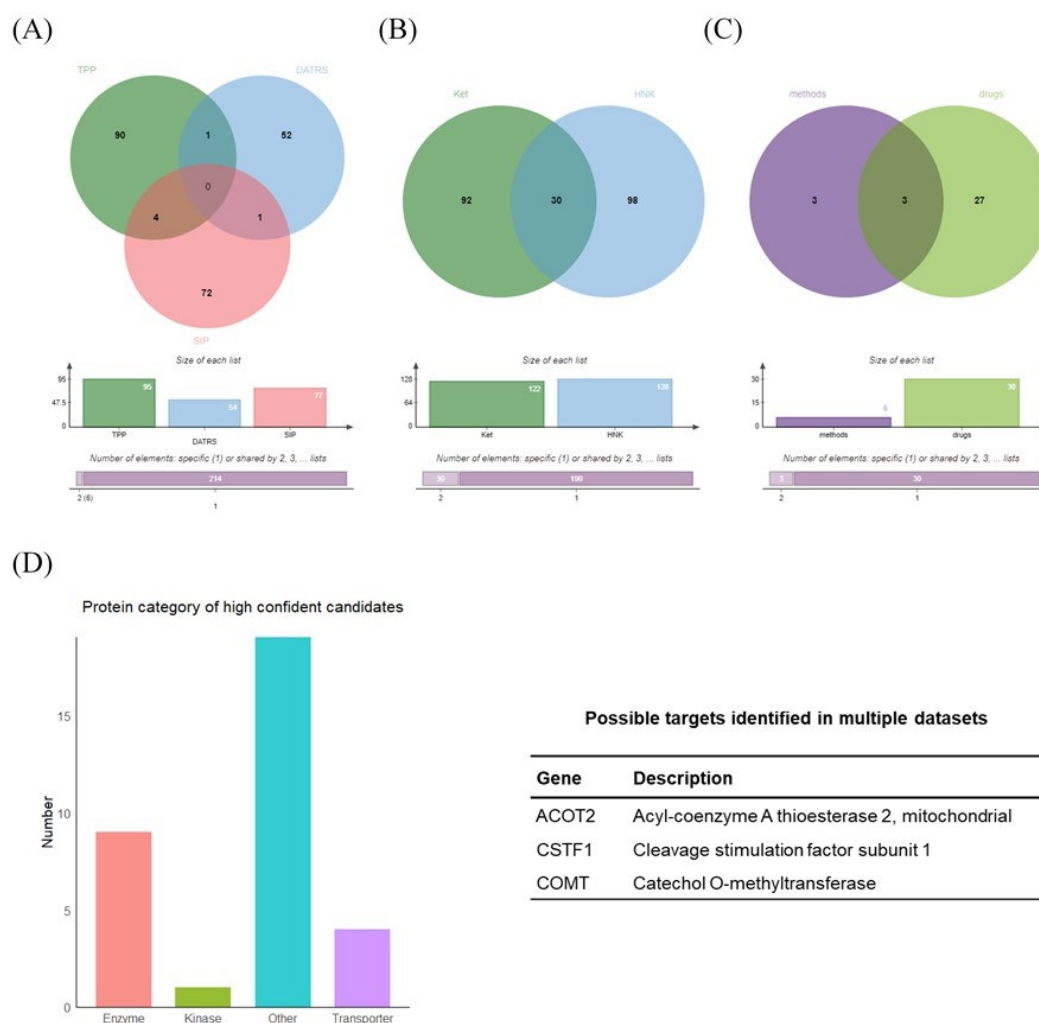 (A)
TPP
DATRS
90
1
52
0
4
1
72
SIP
Size of each list
95
47.5
0
95
54
77
TPP
DATRS
SIP
Number of elements: specific (1) or shared by 2, 3, ... lists
214
2 (6)
1
(B)
Ket
HNK
92
30
98
Size of each list
128
64
0
122
128
Ket
HNK
Number of elements: specific (1) or shared by 2, 3, ... lists
30
190
2
1
(C)
methods
drugs
3
3
27
Size of each list
30
15
0
6
30
methods
drugs
Number of elements: specific (1) or shared by 2, 3, ... lists
3
30
2
1
(D)
Protein category of high confident candidates
Number
15
10
5
0
Enzyme
Kinase
Other
Transporter
Possible targets identified in multiple datasets
Gene Description
ACOT2 Acyl-coenzyme A thioesterase 2, mitochondrial
CSTF1 Cleavage stimulation factor subunit 1
COMT Catechol O-methyltransferase